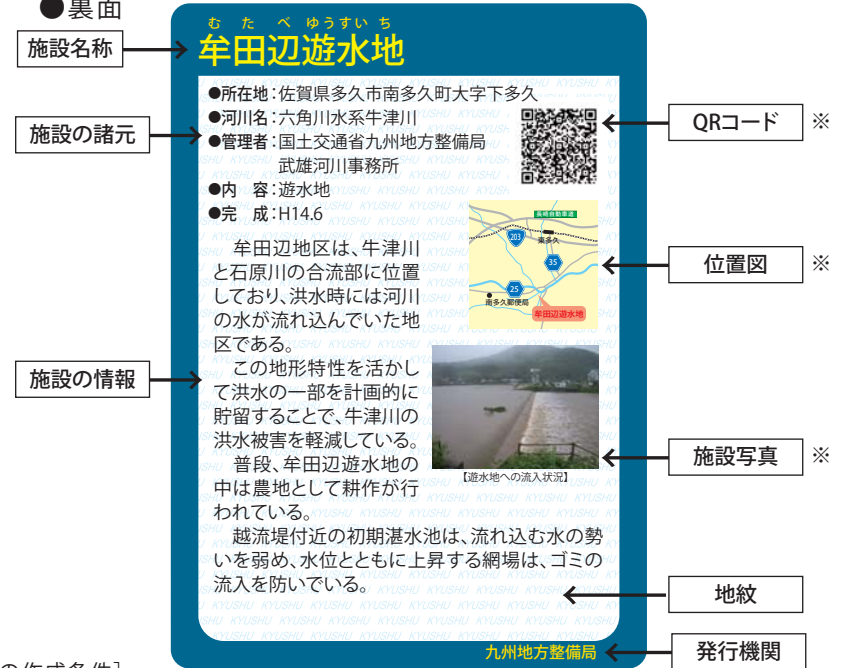 ●裏面
施設名称
むたべゆうすいち
牟田辺遊水地
施設の諸元
●所在地:佐賀県多久市南多久町大字下多久
●河川名:六角川水系牛津川
●管理者:国土交通省九州地方整備局
武雄河川事務所
●内　容:遊水地
●完　成:H14.6
QRコード ※
長崎自動車道
203
東多久
35
25
南多久郵便局
牟田辺遊水地
位置図 ※
施設の情報
牟田辺地区は、牛津川
と石原川の合流部に位置
しており、洪水時には河川
の水が流れ込んでいた地
区である。
この地形特性を活かし
て洪水の一部を計画的に
貯留することで、牛津川の
洪水被害を軽減している。
普段、牟田辺遊水地の
中は農地として耕作が行
われている。
越流堤付近の初期湛水池は、流れ込む水の勢
いを弱め、水位とともに上昇する網場は、ゴミの
流入を防いでいる。
施設写真 ※
【遊水地への流入状況】
地紋
KYUSHU KYUSHU KYUSHU KYUSHU KYUSHU
九州地方整備局
発行機関
の作成条件]